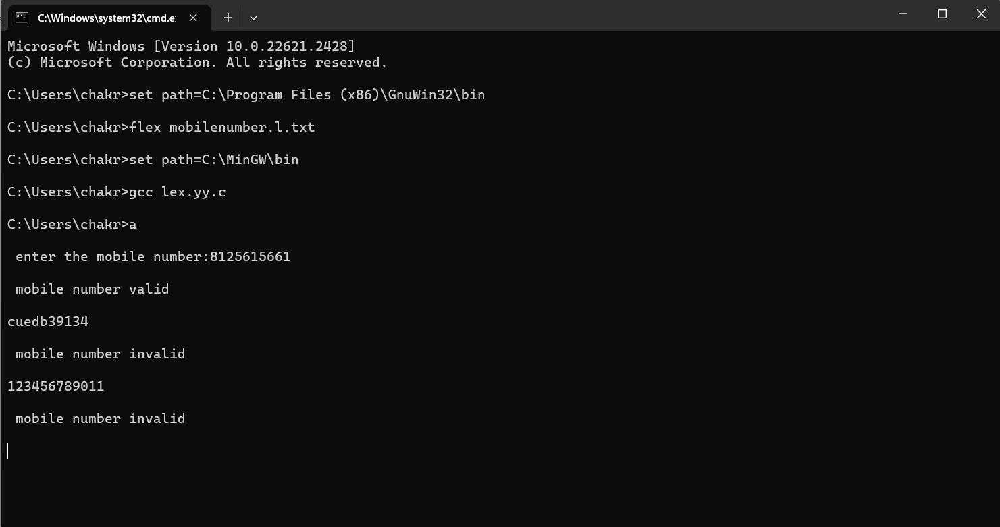 C:\Windows\system32\cmd.e
Microsoft Windows [Version 10.0.22621.2428]
(c) Microsoft Corporation. All rights reserved.
C:\Users\chakr>set path=C:\Program Files (x86)\GnuWin32\bin
C:\Users\chakr>flex mobilenumber.l.txt
C:\Users\chakr>set path=C:\MinGW\bin
C:\Users\chakr>gcc lex.yy.c
C:\Users\chakr>a
enter the mobile number:8125615661
mobile number valid
cuedb39134
mobile number invalid
123456789011
mobile number invalid